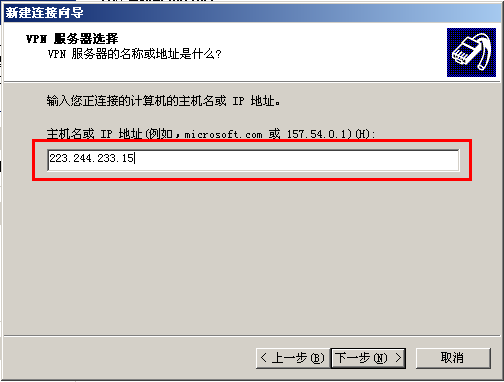 新建连接向导
VPN 服务器选择
VPN 服务器的名称或地址是什么?
输入您正连接的计算机的主机名或 IP 地址。
主机名或 IP 地址(例如，microsoft.com 或 157.54.0.1)(H):
223.244.233.15
< 上一步(B) 下一步(N) > 取消